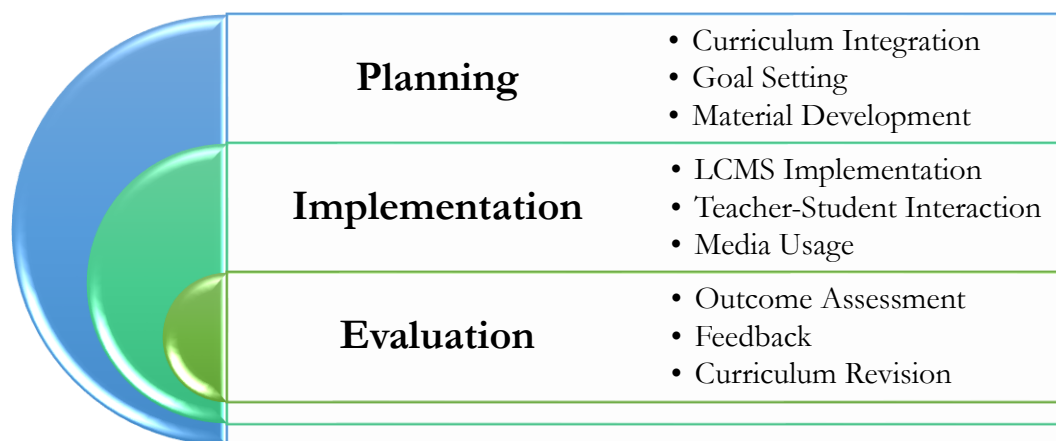 Planning
• Curriculum Integration
• Goal Setting
• Material Development
Implementation
• LCMS Implementation
• Teacher-Student Interaction
• Media Usage
Evaluation
• Outcome Assessment
• Feedback
• Curriculum Revision